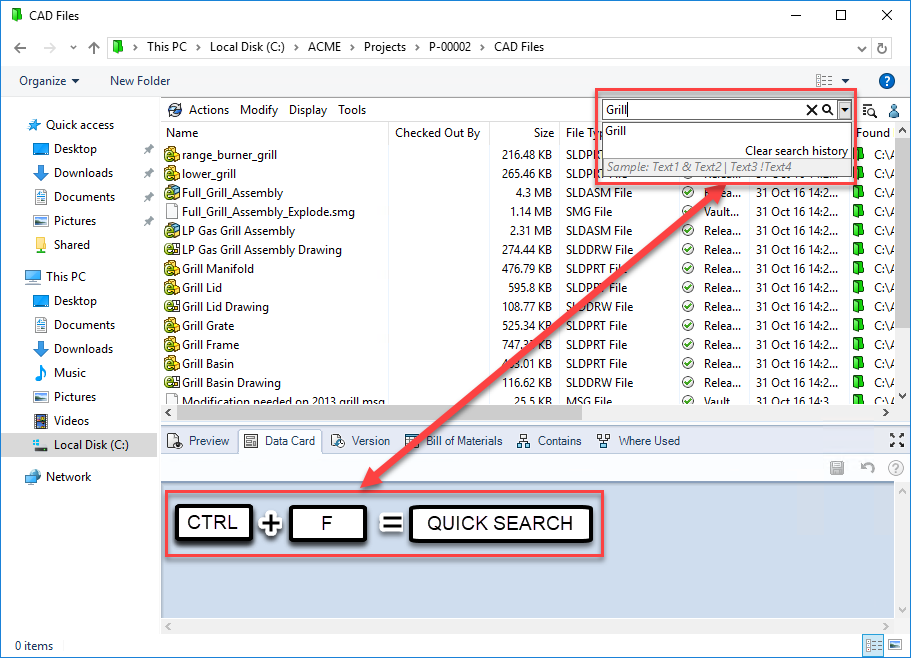 CAD Files
This PC > Local Disk (C:) > ACME > Projects > P-00002 > CAD Files
Organize New Folder
Quick access
Desktop
Downloads
Documents
Pictures
Shared
This PC
Desktop
Documents
Downloads
Music
Pictures
Videos
Local Disk (C:)
Network
Actions Modify Display Tools
Grill
Grill
Clear search history
Sample: Text1 & Text2 | Text3 !Text4
Name Checked Out By Size File Ty Found
range_burner_grill 216.48 KB SLDP
lower_grill 265.46 KB SLDPRT File Relea... 31 Oct 16 14:2... C:\A
Full_Grill_Assembly 4.3 MB SLDASM File Relea... 31 Oct 16 14:2... C:\A
Full_Grill_Assembly_Explode.smg 1.14 MB SMG File Vault... 31 Oct 16 14:2... C:\A
LP Gas Grill Assembly 2.31 MB SLDASM File Relea... 31 Oct 16 14:2... C:\A
LP Gas Grill Assembly Drawing 274.44 KB SLDDRW File Relea... 31 Oct 16 14:2... C:\A
Grill Manifold 476.79 KB SLDPRT File Relea... 31 Oct 16 14:2... C:\A
Grill Lid 595.8 KB SLDPRT File Relea... 31 Oct 16 14:2... C:\A
Grill Lid Drawing 108.77 KB SLDDRW File Relea... 31 Oct 16 14:2... C:\A
Grill Grate 525.34 KB SLDPRT File Relea... 31 Oct 16 14:2... C:\A
Grill Frame 747.3 KB SLDPRT File Relea... 31 Oct 16 14:2... C:\A
Grill Basin .01 KB SLDPRT File Relea... 31 Oct 16 14:2... C:\A
Grill Basin Drawing 116.62 KB SLDDRW File Relea... 31 Oct 16 14:2... C:\A
Modification needed on 2013 grill.msg 25.5 KB MSG File Vault... 31 Oct 16 14:3... C:\A
Preview Data Card Version Bill of Materials Contains Where Used
CTRL + F = QUICK SEARCH
0 items